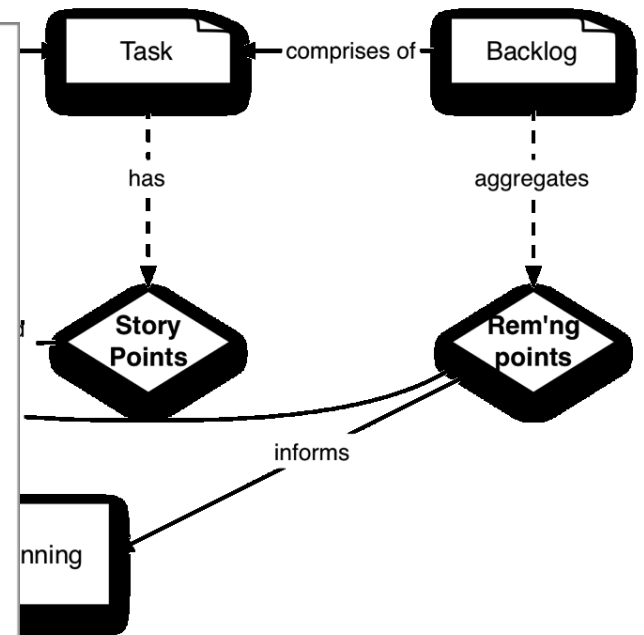 Task
comprises of
Backlog
has
aggregates
Story
Points
Rem'ng
points
informs
nning